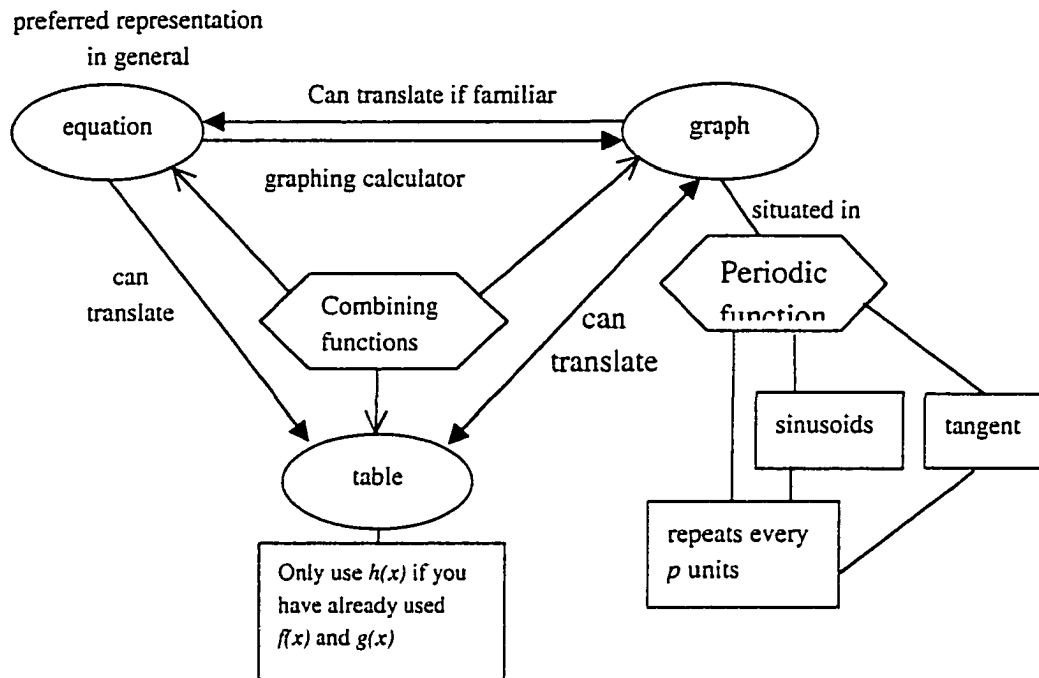 preferred representation
in general
Can translate if familiar
equation
graph
graphing calculator
situated in
Periodic
function
can
translate
Combining
functions
can
translate
sinusoids
tangent
table
repeats every
p units
Only use h(x) if you
have already used
f(x) and g(x)